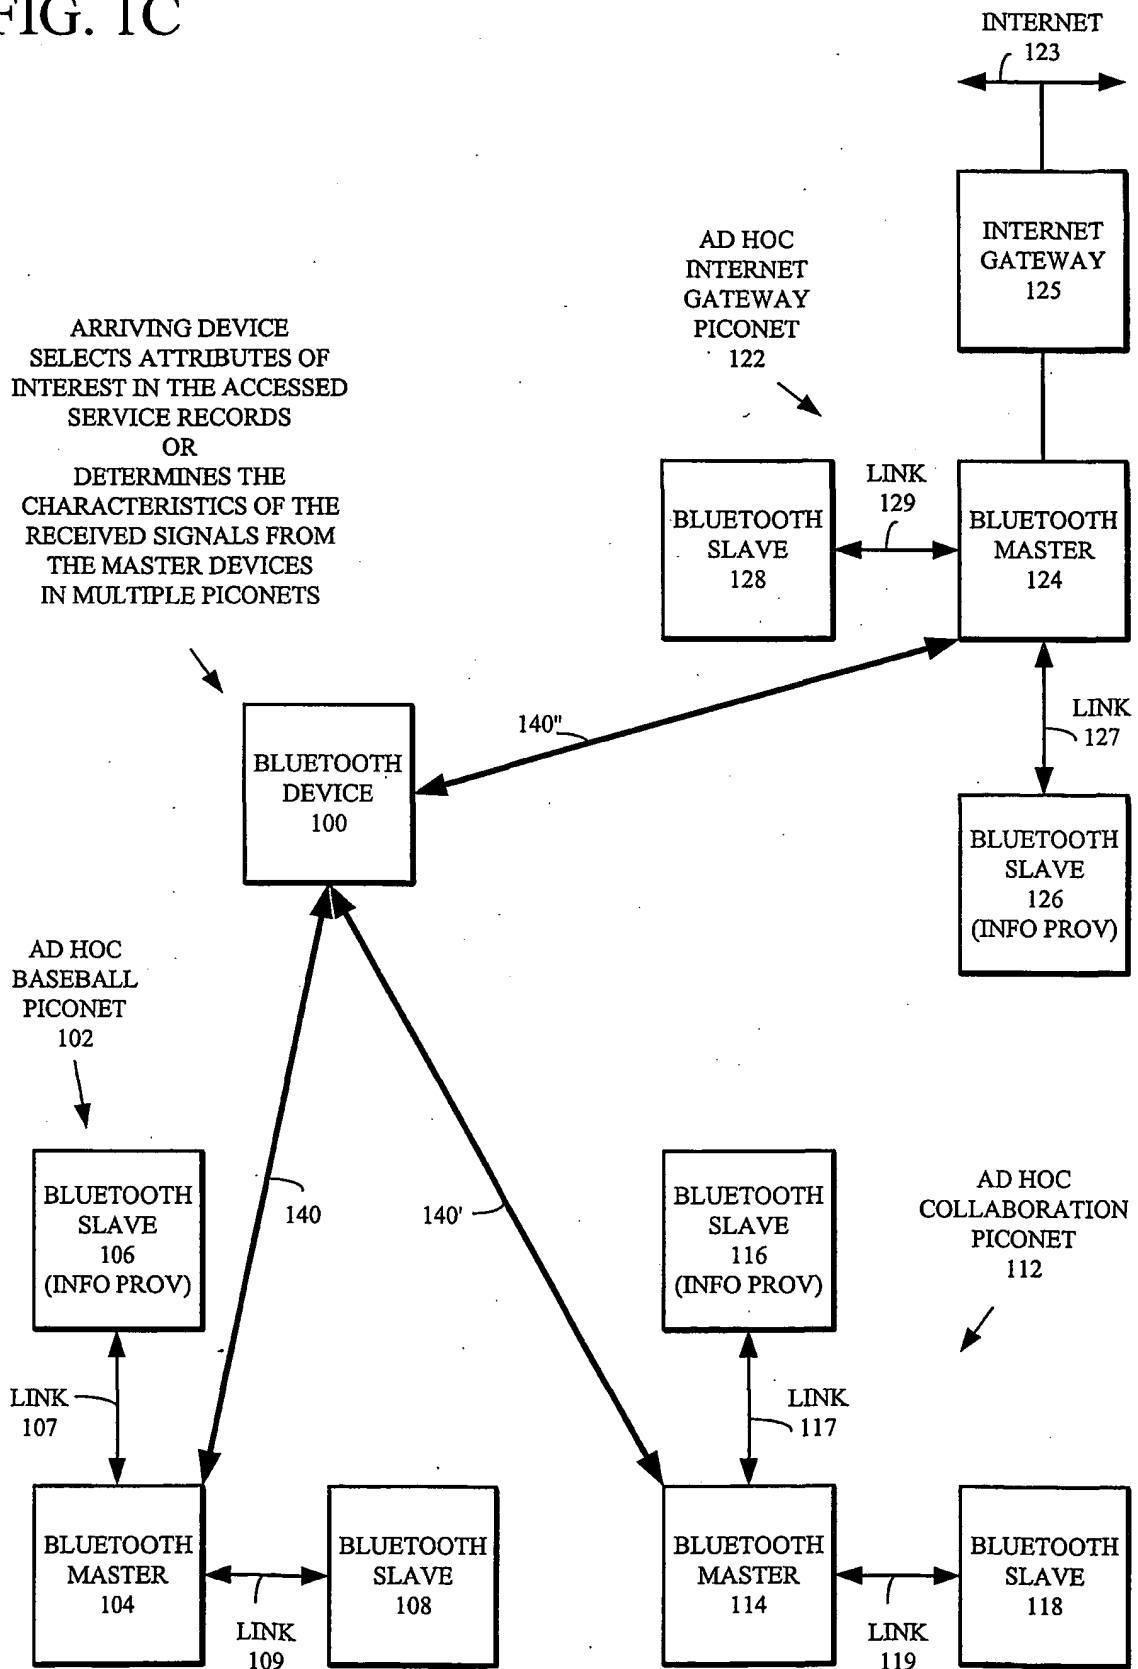 FIG. 1C
INTERNET
123
INTERNET
GATEWAY
125
AD HOC
INTERNET
GATEWAY
PICONET
122
ARRIVING DEVICE
SELECTS ATTRIBUTES OF
INTEREST IN THE ACCESSED
SERVICE RECORDS
OR
DETERMINES THE
CHARACTERISTICS OF THE
RECEIVED SIGNALS FROM
THE MASTER DEVICES
IN MULTIPLE PICONETS
BLUETOOTH
SLAVE
128
LINK
129
BLUETOOTH
MASTER
124
140"
LINK
127
BLUETOOTH
DEVICE
100
BLUETOOTH
SLAVE
126
(INFO PROV)
AD HOC
BASEBALL
PICONET
102
BLUETOOTH
SLAVE
106
(INFO PROV)
140
140'
BLUETOOTH
SLAVE
116
(INFO PROV)
AD HOC
COLLABORATION
PICONET
112
LINK
107
LINK
117
BLUETOOTH
MASTER
104
LINK
109
BLUETOOTH
SLAVE
108
BLUETOOTH
MASTER
114
LINK
119
BLUETOOTH
SLAVE
118